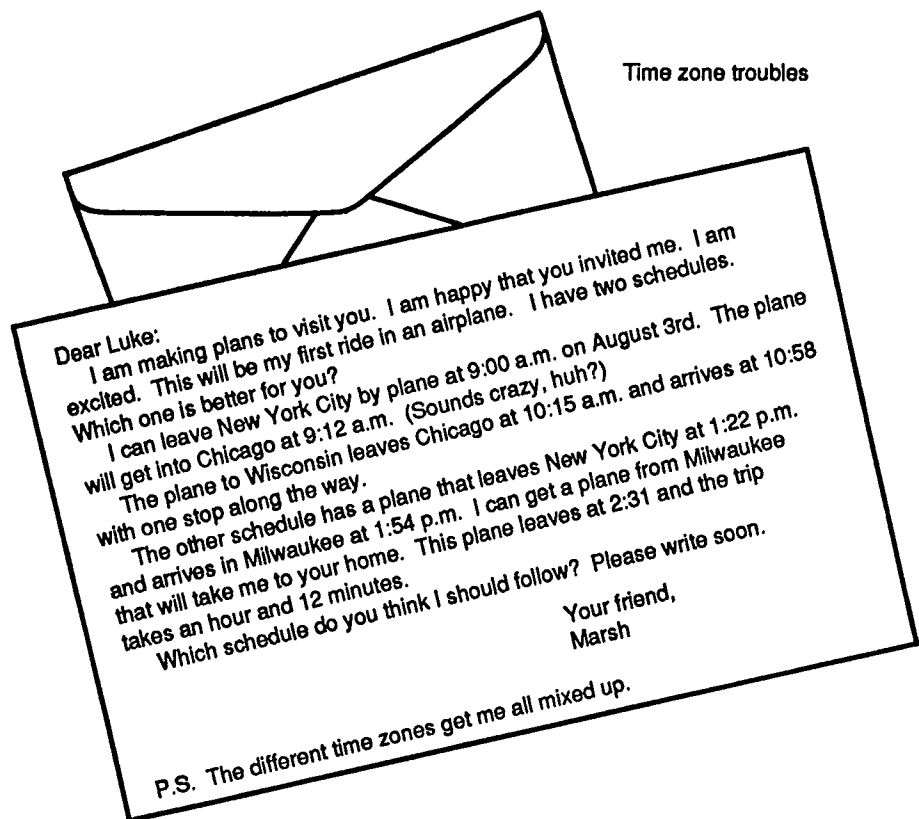 Time zone troubles
Dear Luke:
I am making plans to visit you. I am happy that you invited me. I am
excited. This will be my first ride in an airplane. I have two schedules.
Which one is better for you?
I can leave New York City by plane at 9:00 a.m. on August 3rd. The plane
will get into Chicago at 9:12 a.m. (Sounds crazy, huh?)
The plane to Wisconsin leaves Chicago at 10:15 a.m. and arrives at 10:58
with one stop along the way.
The other schedule has a plane that leaves New York City at 1:22 p.m.
and arrives in Milwaukee at 1:54 p.m. I can get a plane from Milwaukee
that will take me to your home. This plane leaves at 2:31 and the trip
takes an hour and 12 minutes.
Which schedule do you think I should follow? Please write soon.
Your friend,
Marsh
P.S. The different time zones get me all mixed up.